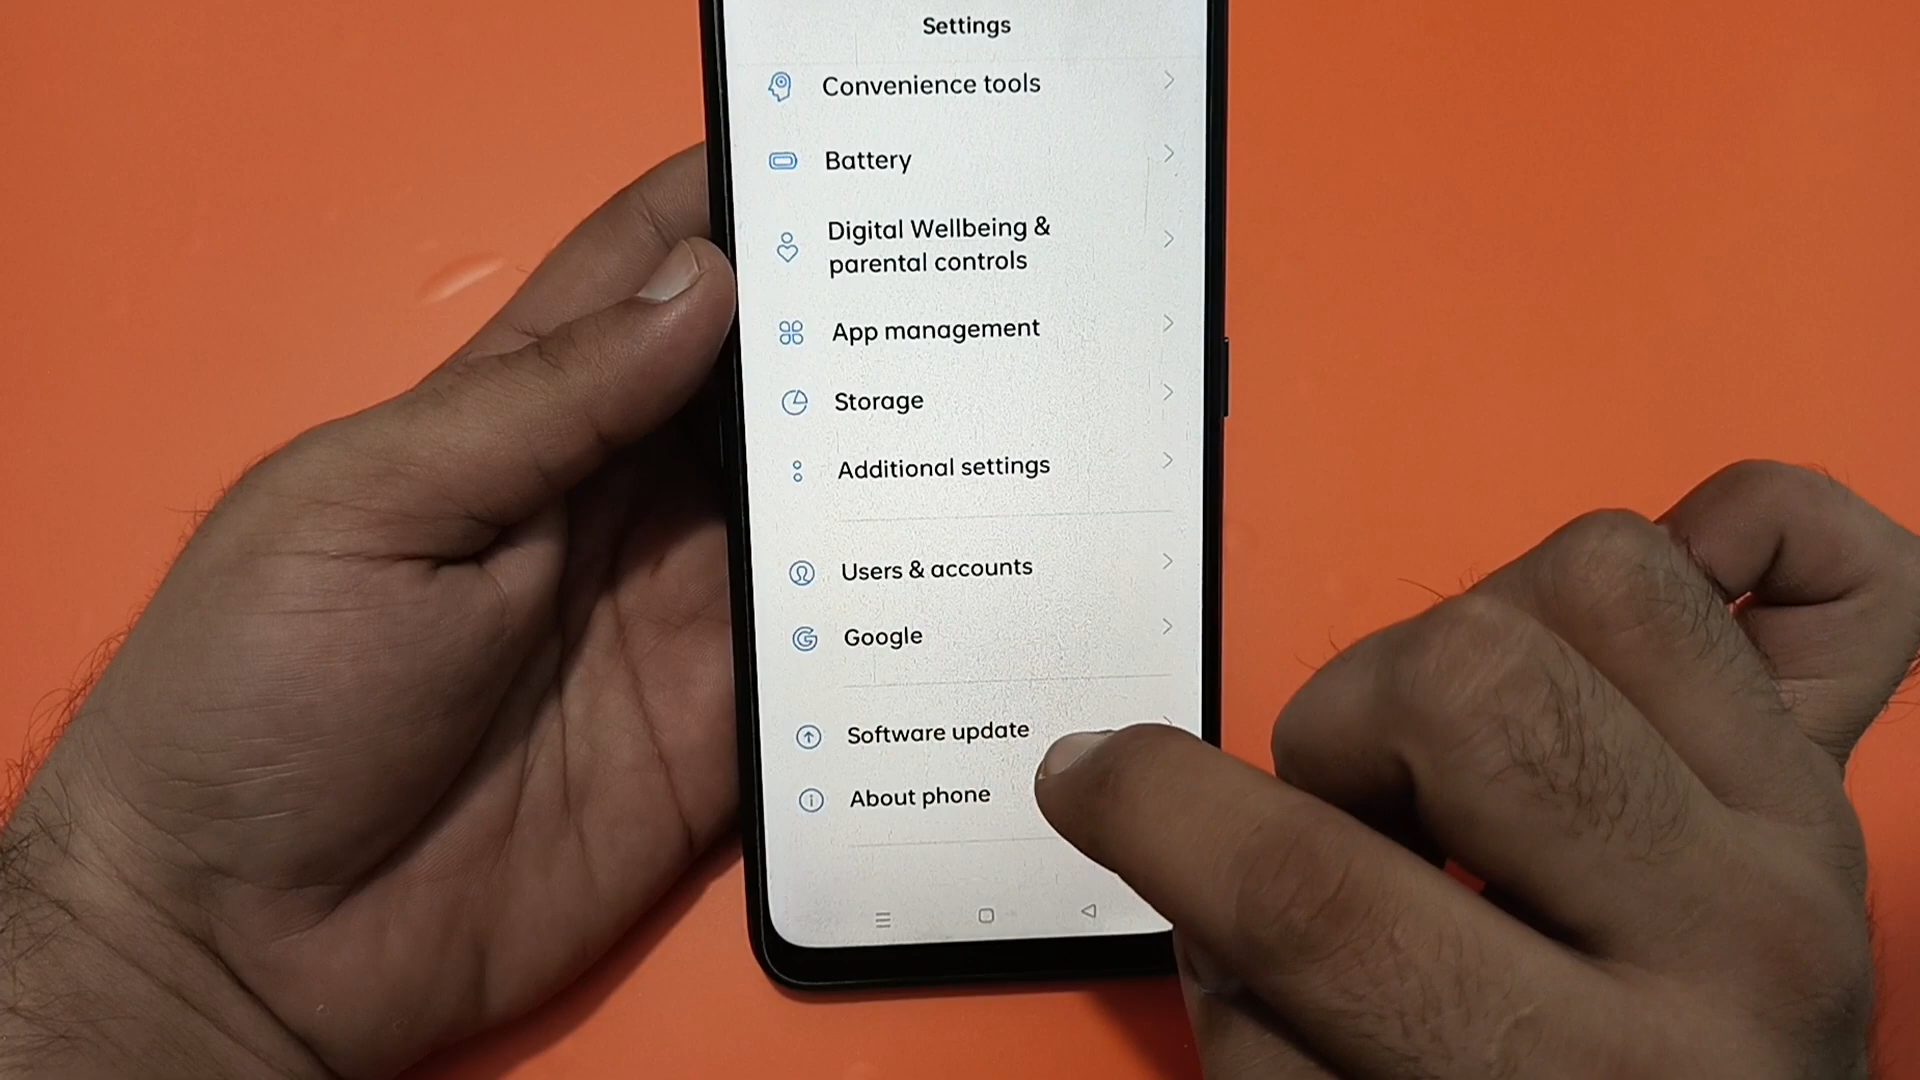 Settings
Convenience tools
Battery
Digital Wellbeing &
parental controls
App management
Storage
Additional settings
Users & accounts
Google
Software update
About phone